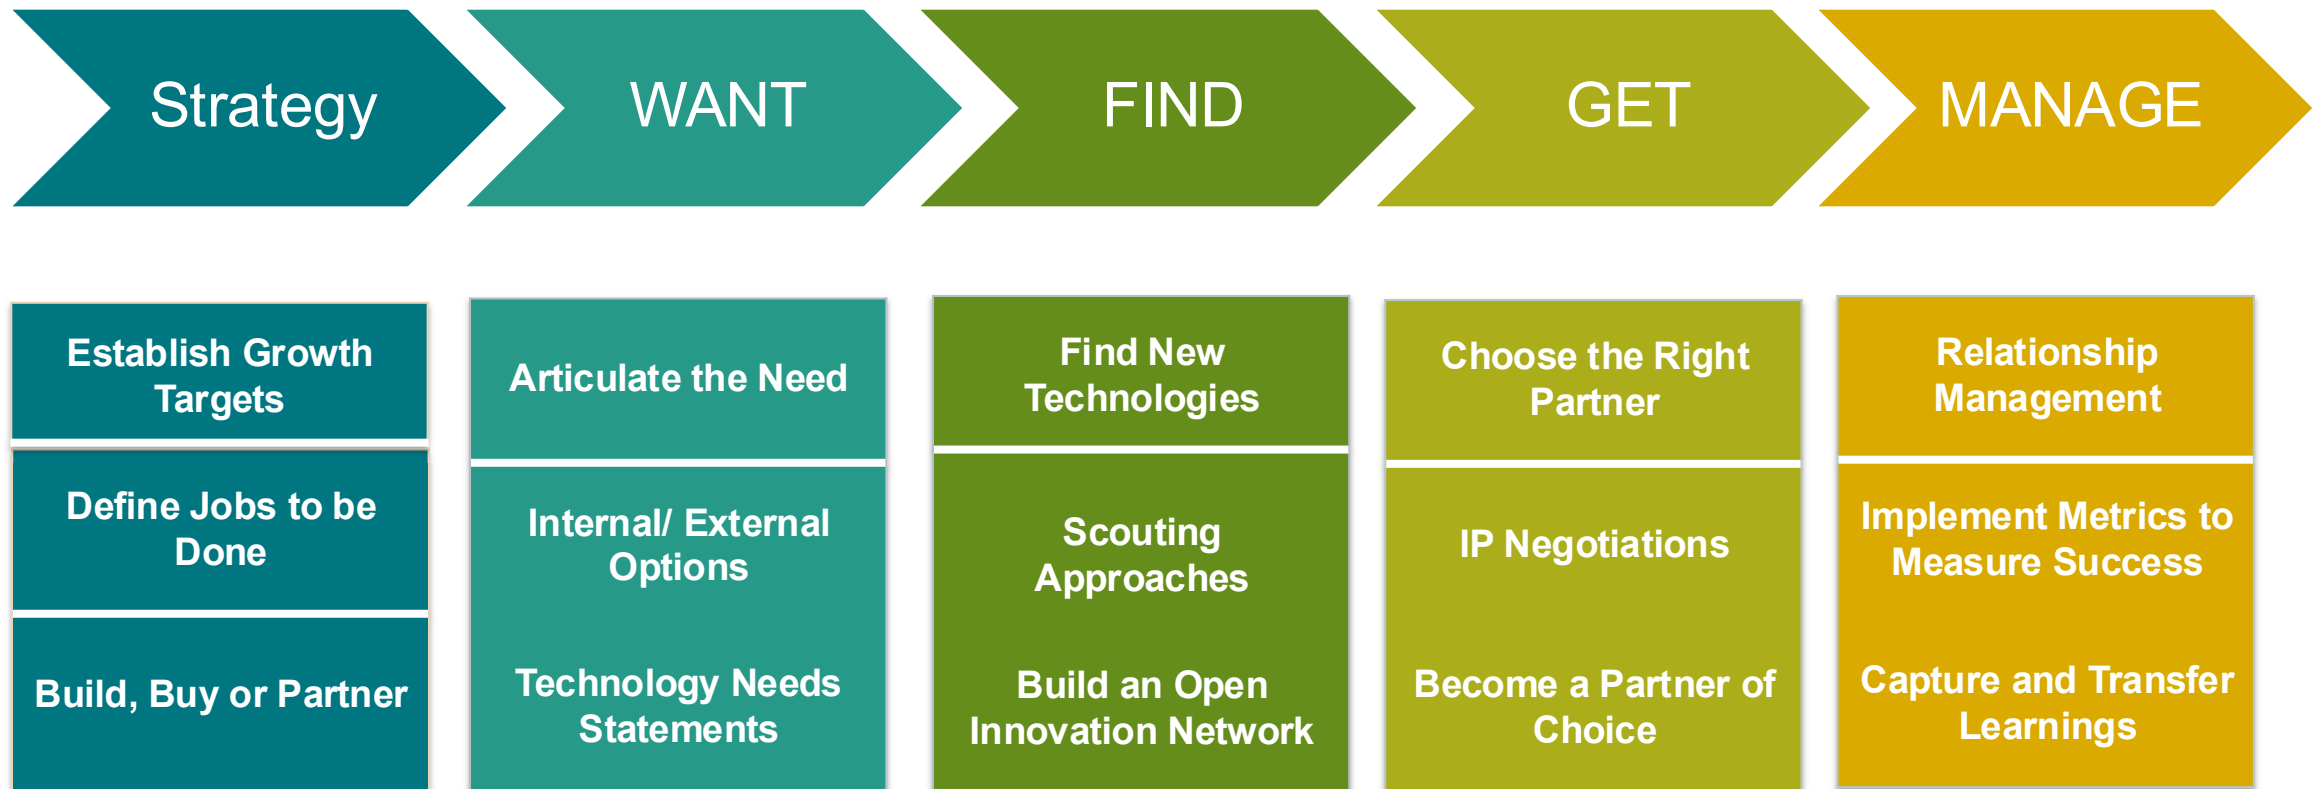 Strategy
WANT
FIND
GET
MANAGE
Establish Growth
Targets
Define Jobs to be
Done
Build, Buy or Partner
Articulate the Need
Internal/ External
Options
Technology Needs
Statements
Find New
Technologies
Scouting
Approaches
Build an Open
Innovation Network
Choose the Right
Partner
IP Negotiations
Become a Partner of
Choice
Relationship
Management
Implement Metrics to
Measure Success
Capture and Transfer
Learnings